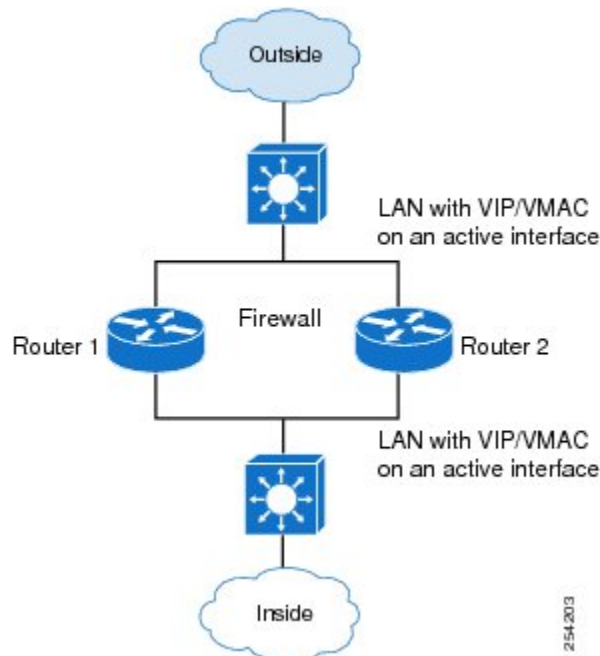 Outside
LAN with VIP/VMAC
on an active interface
Router 1
Firewall
Router 2
LAN with VIP/VMAC
on an active interface
Inside
254203